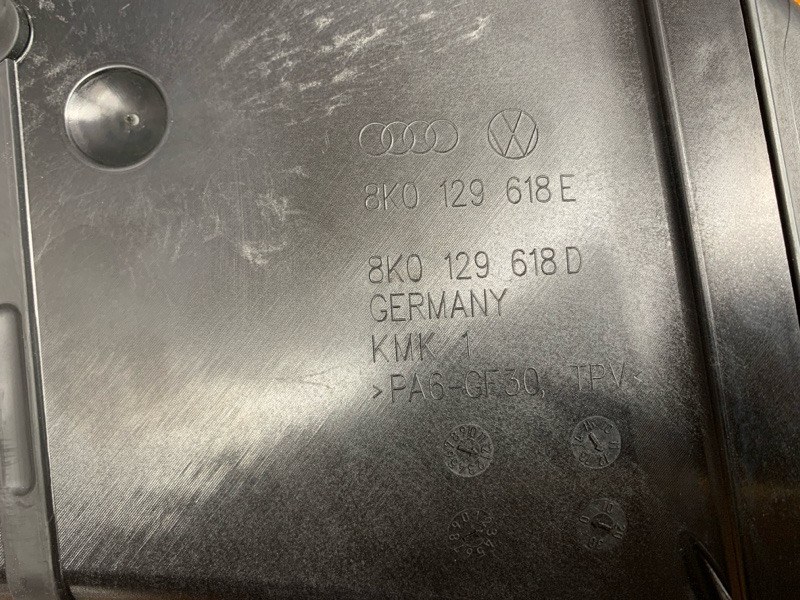 8K0 129 618 E
8K0 129 618 D
GERMANY
KMK 1
>PA6-GF30, TPV<